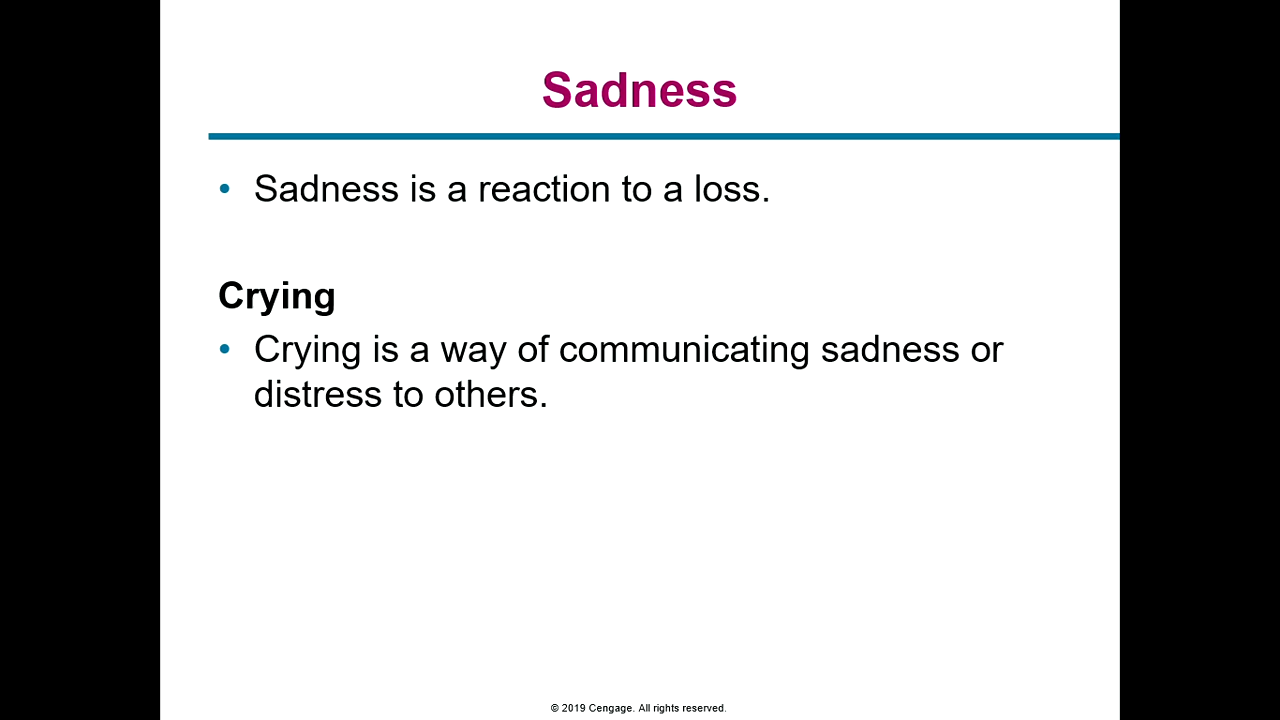 Sadness
• Sadness is a reaction to a loss.
Crying
• Crying is a way of communicating sadness or
distress to others.
© 2019 Cengage. All rights reserved.